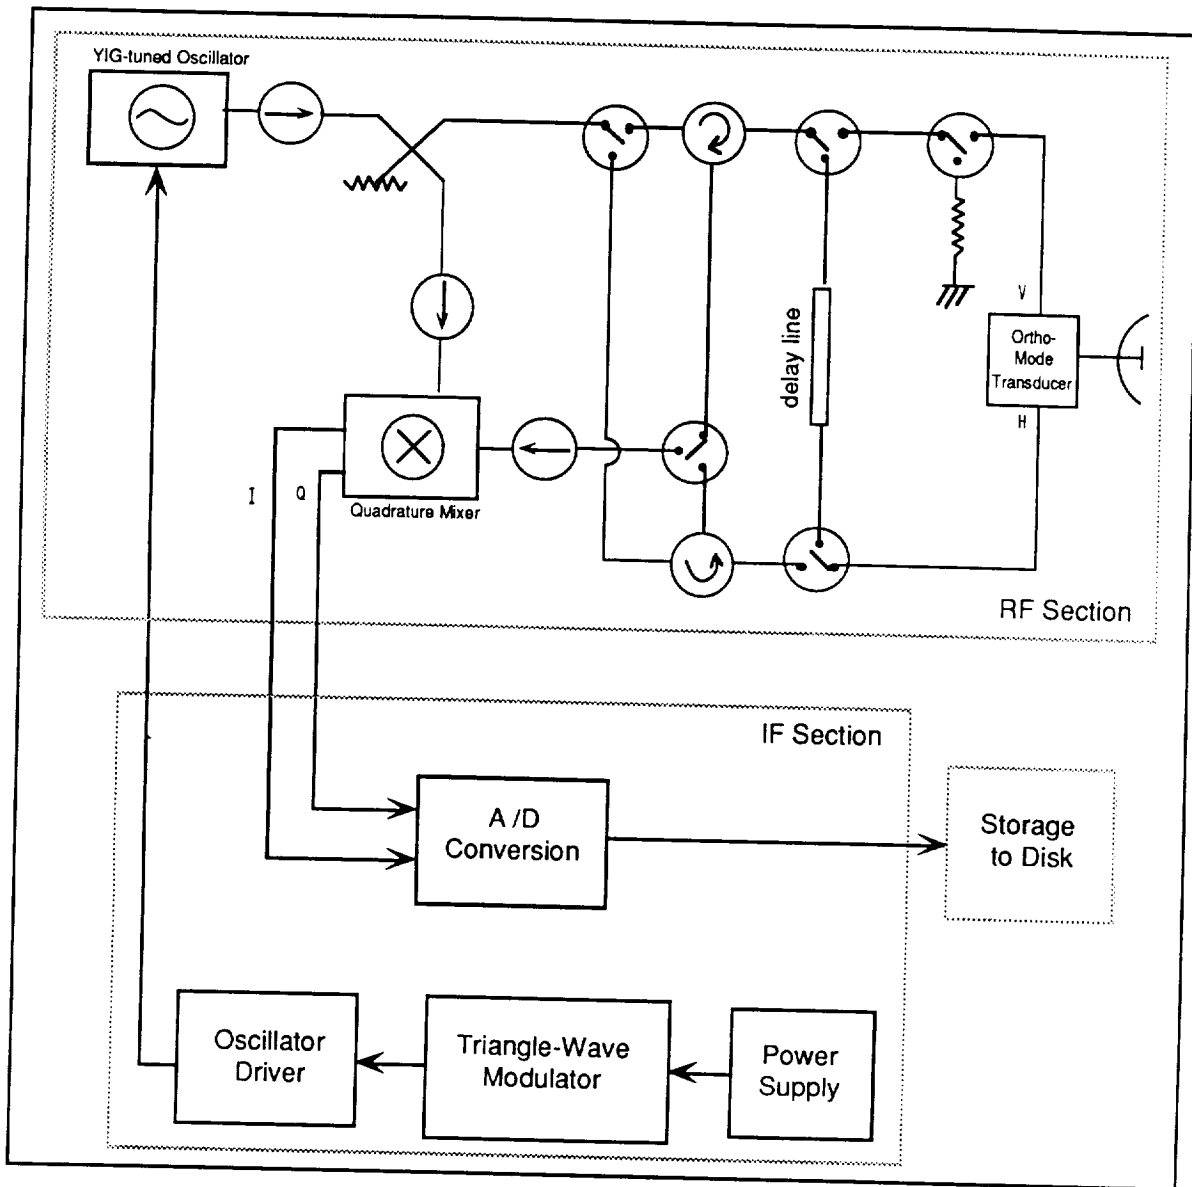 YIG-tuned Oscillator
V
Ortho-
Mode
Transducer
H
delay line
I
Q
Quadrature Mixer
RF Section
IF Section
A /D
Conversion
Storage
to Disk
Oscillator
Driver
Triangle-Wave
Modulator
Power
Supply